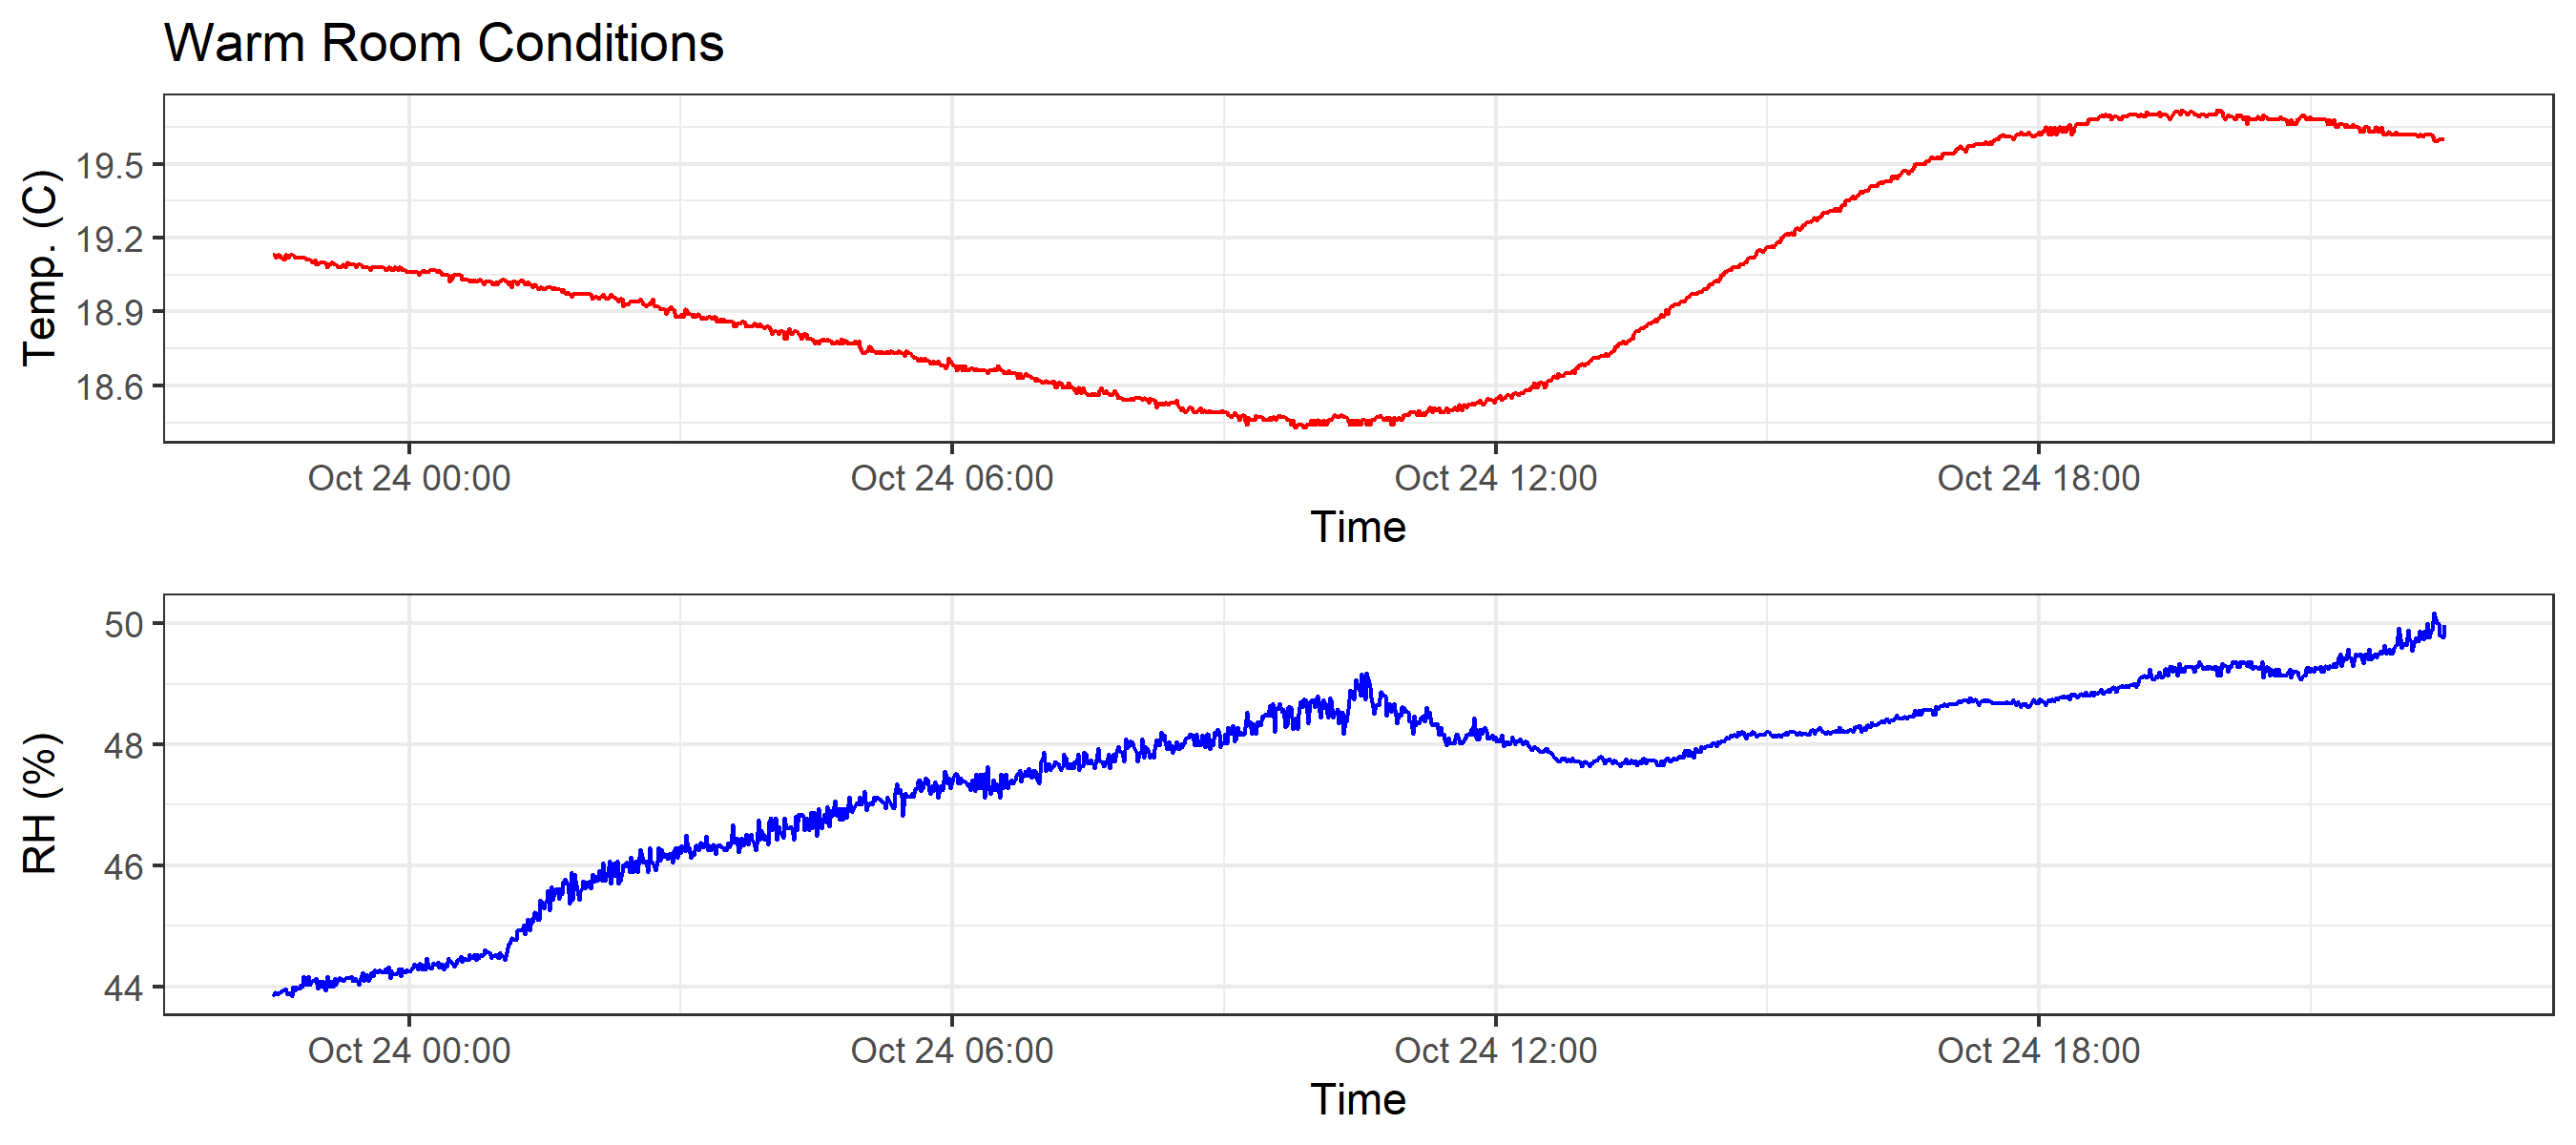 Warm Room Conditions
Temp. (C)
19.5
19.2
18.9
18.6
Oct 24 00:00 Oct 24 06:00 Oct 24 12:00 Oct 24 18:00
Time
RH (%)
50
48
46
44
Oct 24 00:00 Oct 24 06:00 Oct 24 12:00 Oct 24 18:00
Time